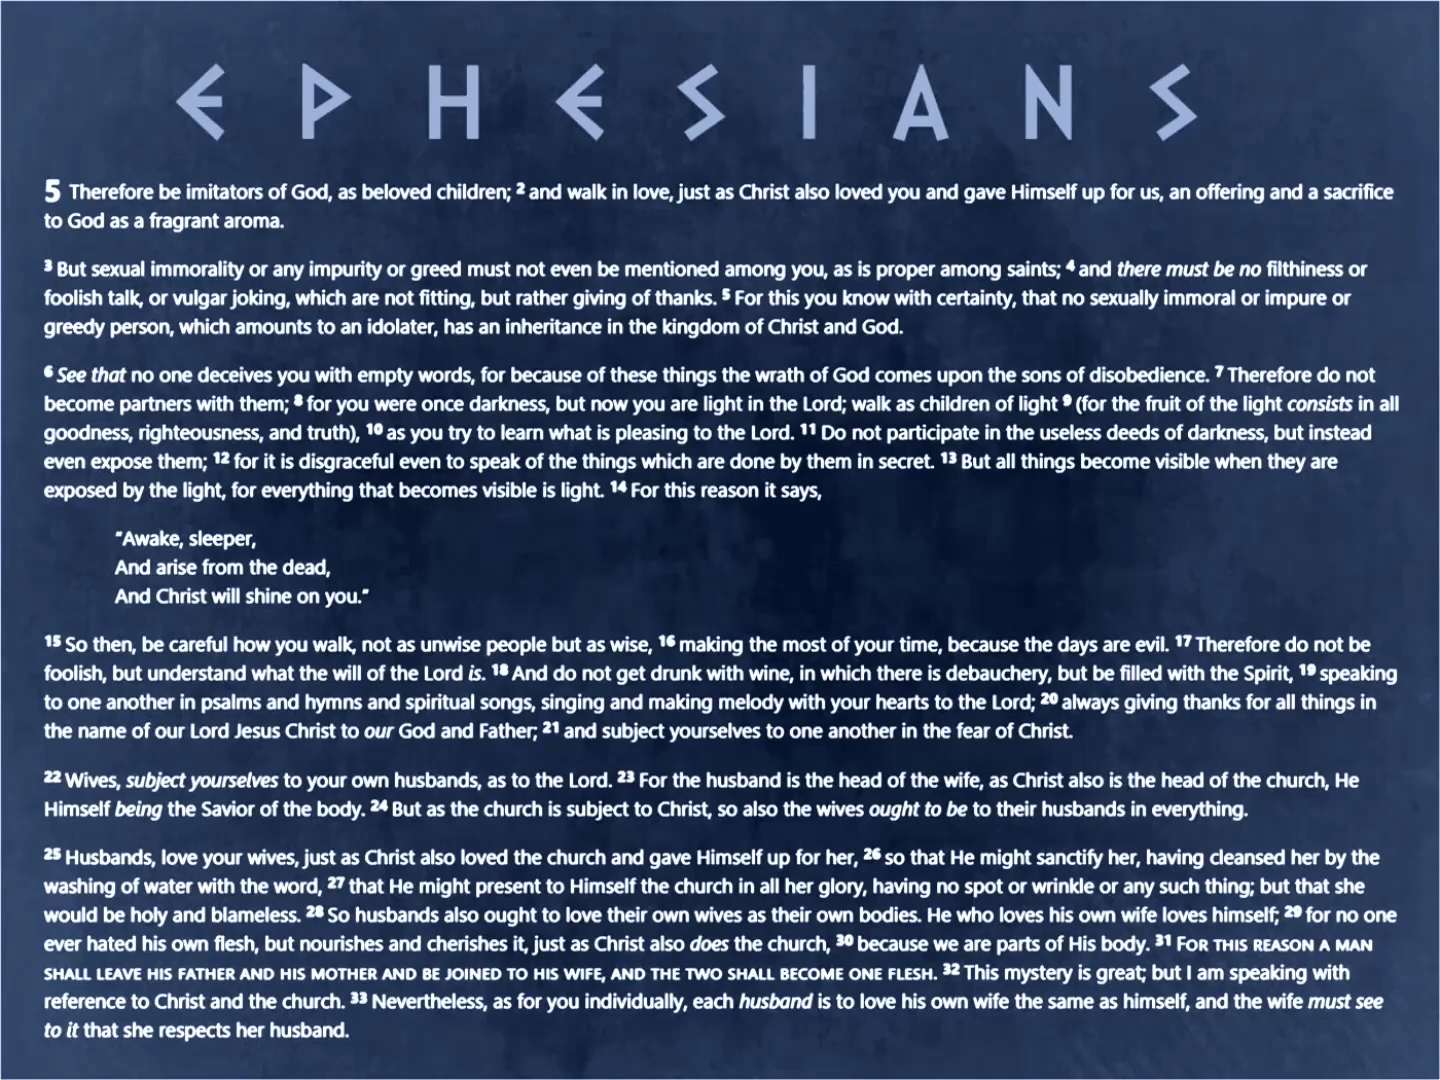 EPHESIANS
5 Therefore be imitators of God, as beloved children; 2 and walk in love, just as Christ also loved you and gave Himself up for us, an offering and a sacrifice
to God as a fragrant aroma.
3 But sexual immorality or any impurity or greed must not even be mentioned among you, as is proper among saints; 4 and there must be no filthiness or
foolish talk, or vulgar joking, which are not fitting, but rather giving of thanks. 5 For this you know with certainty, that no sexually immoral or impure or
greedy person, which amounts to an idolater, has an inheritance in the kingdom of Christ and God.
6 See that no one deceives you with empty words, for because of these things the wrath of God comes upon the sons of disobedience. 7 Therefore do not
become partners with them; 8 for you were once darkness, but now you are light in the Lord; walk as children of light 9 (for the fruit of the light consists in all
goodness, righteousness, and truth), 10 as you try to learn what is pleasing to the Lord. 11 Do not participate in the useless deeds of darkness, but instead
even expose them; 12 for it is disgraceful even to speak of the things which are done by them in secret. 13 But all things become visible when they are
exposed by the light, for everything that becomes visible is light. 14 For this reason it says,
"Awake, sleeper,
And arise from the dead,
And Christ will shine on you."
15 So then, be careful how you walk, not as unwise people but as wise, 16 making the most of your time, because the days are evil. 17 Therefore do not be
foolish, but understand what the will of the Lord is. 18 And do not get drunk with wine, in which there is debauchery, but be filled with the Spirit, 19 speaking
to one another in psalms and hymns and spiritual songs, singing and making melody with your hearts to the Lord; 20 always giving thanks for all things in
the name of our Lord Jesus Christ to our God and Father; 21 and subject yourselves to one another in the fear of Christ.
22 Wives, subject yourselves to your own husbands, as to the Lord. 23 For the husband is the head of the wife, as Christ also is the head of the church, He
Himself being the Savior of the body. 24 But as the church is subject to Christ, so also the wives ought to be to their husbands in everything.
25 Husbands, love your wives, just as Christ also loved the church and gave Himself up for her, 26 so that He might sanctify her, having cleansed her by the
washing of water with the word, 27 that He might present to Himself the church in all her glory, having no spot or wrinkle or any such thing; but that she
would be holy and blameless. 28 So husbands also ought to love their own wives as their own bodies. He who loves his own wife loves himself; 29 for no one
ever hated his own flesh, but nourishes and cherishes it, just as Christ also does the church, 30 because we are parts of His body. 31 FOR THIS REASON A MAN
SHALL LEAVE HIS FATHER AND HIS MOTHER AND BE JOINED TO HIS WIFE, AND THE TWO SHALL BECOME ONE FLESH. 32 This mystery is great; but I am speaking with
reference to Christ and the church. 33 Nevertheless, as for you individually, each husband is to love his own wife the same as himself, and the wife must see
to it that she respects her husband.